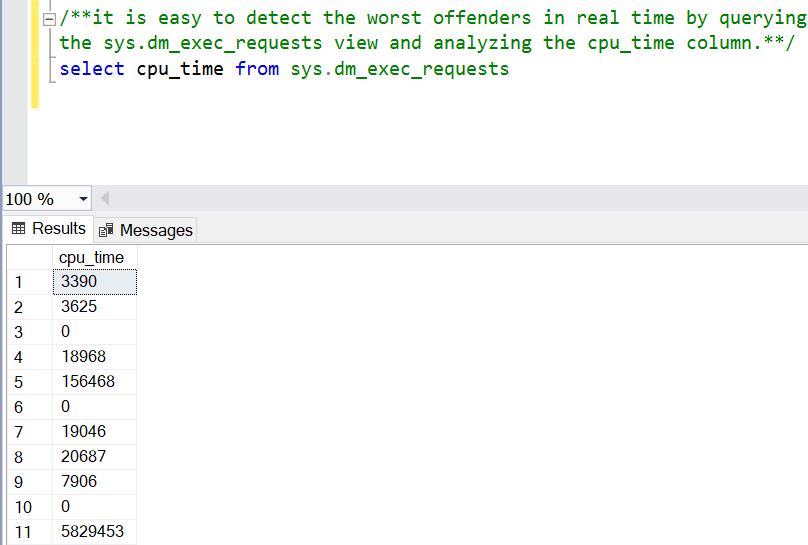 /**it is easy to detect the worst offenders in real time by querying
the sys.dm_exec_requests view and analyzing the cpu_time column.**/
select cpu_time from sys.dm_exec_requests
100 %
Results Messages
cpu_time
1 3390
2 3625
3 0
4 18968
5 156468
6 0
7 19046
8 20687
9 7906
10 0
11 5829453